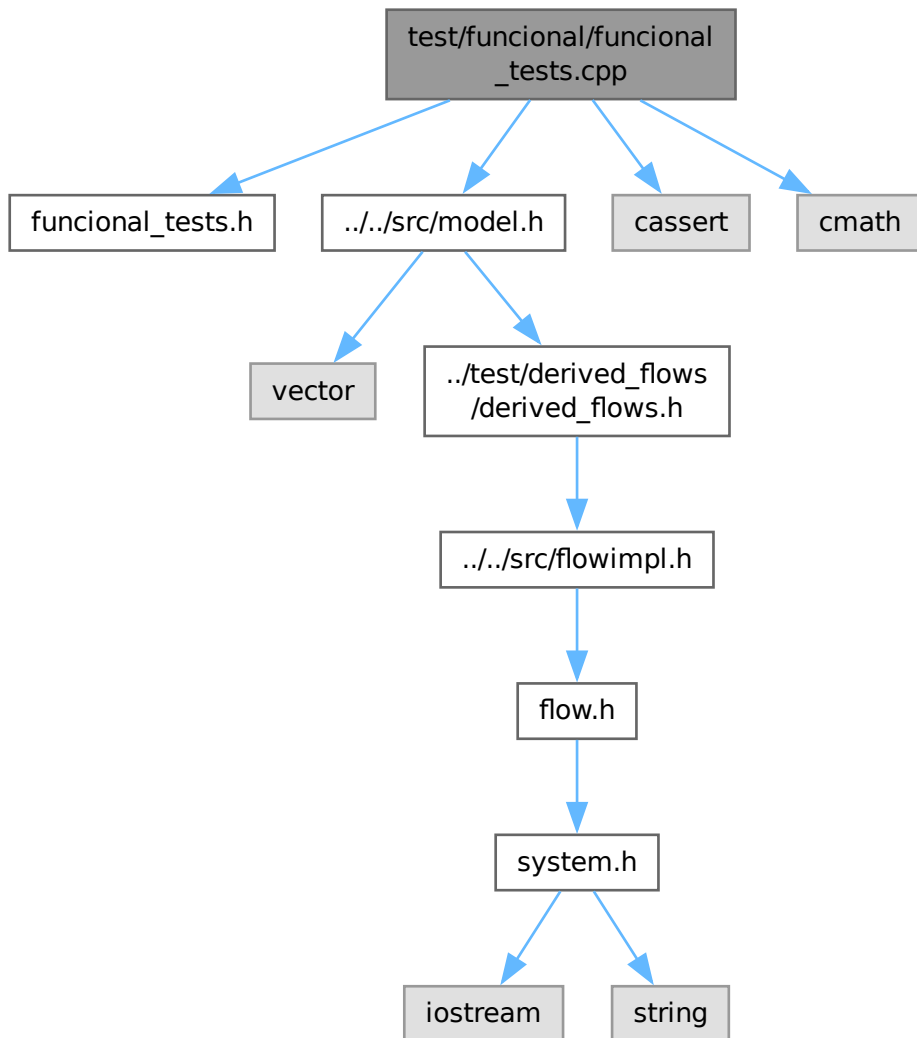 test/funcional/funcional
_tests.cpp
funcional_tests.h
../../src/model.h
cassert
cmath
vector
../test/derived_flows
/derived_flows.h
../../src/flowimpl.h
flow.h
system.h
iostream
string